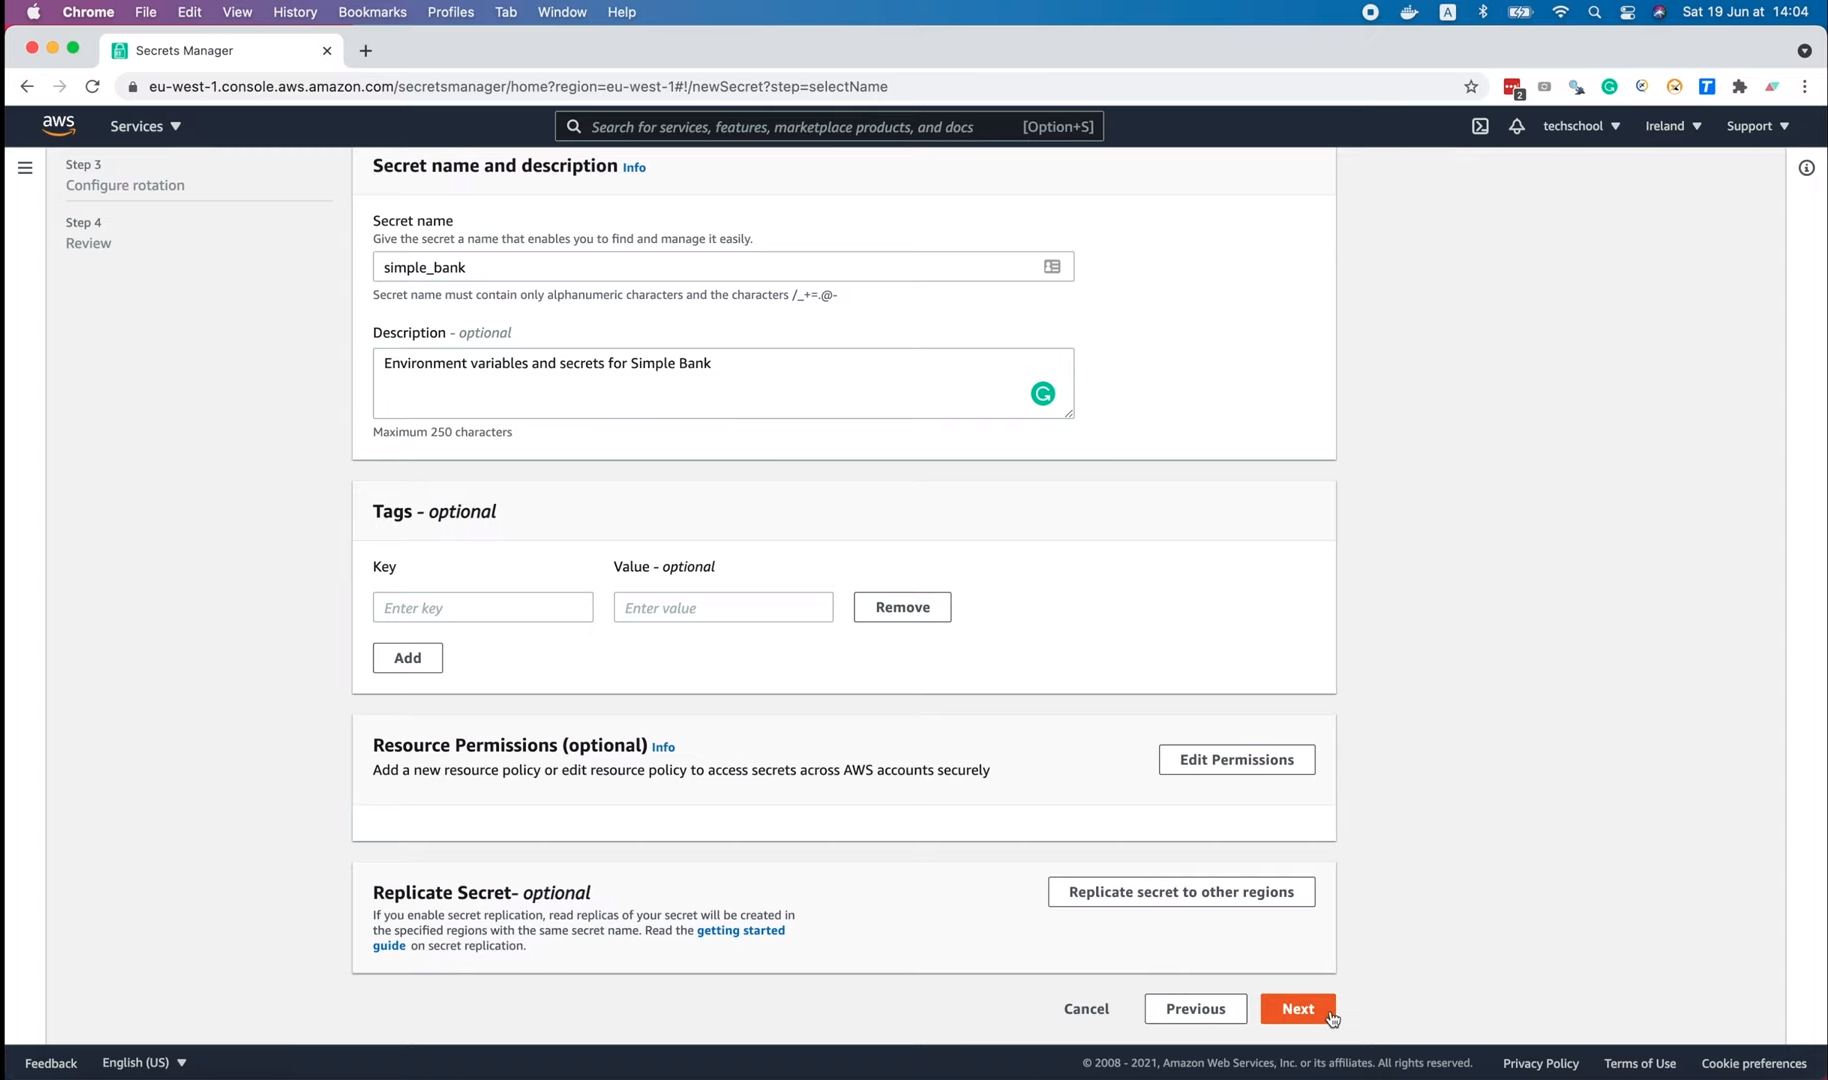 Chrome File Edit View History Bookmarks Profiles Tab Window Help A Sat 19 Jun at 14:04
Secrets Manager
eu-west-1.console.aws.amazon.com/secretsmanager/home?region=eu-west-1#!/newSecret?step=selectName 2 T
aws Services Search for services, features, marketplace products, and docs [Option+S] techschool Ireland Support
Step 3
Configure rotation
Step 4
Review
Secret name and description Info
Secret name
Give the secret a name that enables you to find and manage it easily.
simple_bank
Secret name must contain only alphanumeric characters and the characters /_+=.@-
Description - optional
Environment variables and secrets for Simple Bank
Maximum 250 characters
Tags - optional
Key Value - optional
Enter key Enter value Remove
Add
Resource Permissions (optional) Info
Add a new resource policy or edit resource policy to access secrets across AWS accounts securely
Edit Permissions
Replicate Secret- optional
If you enable secret replication, read replicas of your secret will be created in
the specified regions with the same secret name. Read the getting started
guide on secret replication.
Replicate secret to other regions
Cancel Previous Next
Feedback English (US) © 2008 - 2021, Amazon Web Services, Inc. or its affiliates. All rights reserved. Privacy Policy Terms of Use Cookie preferences